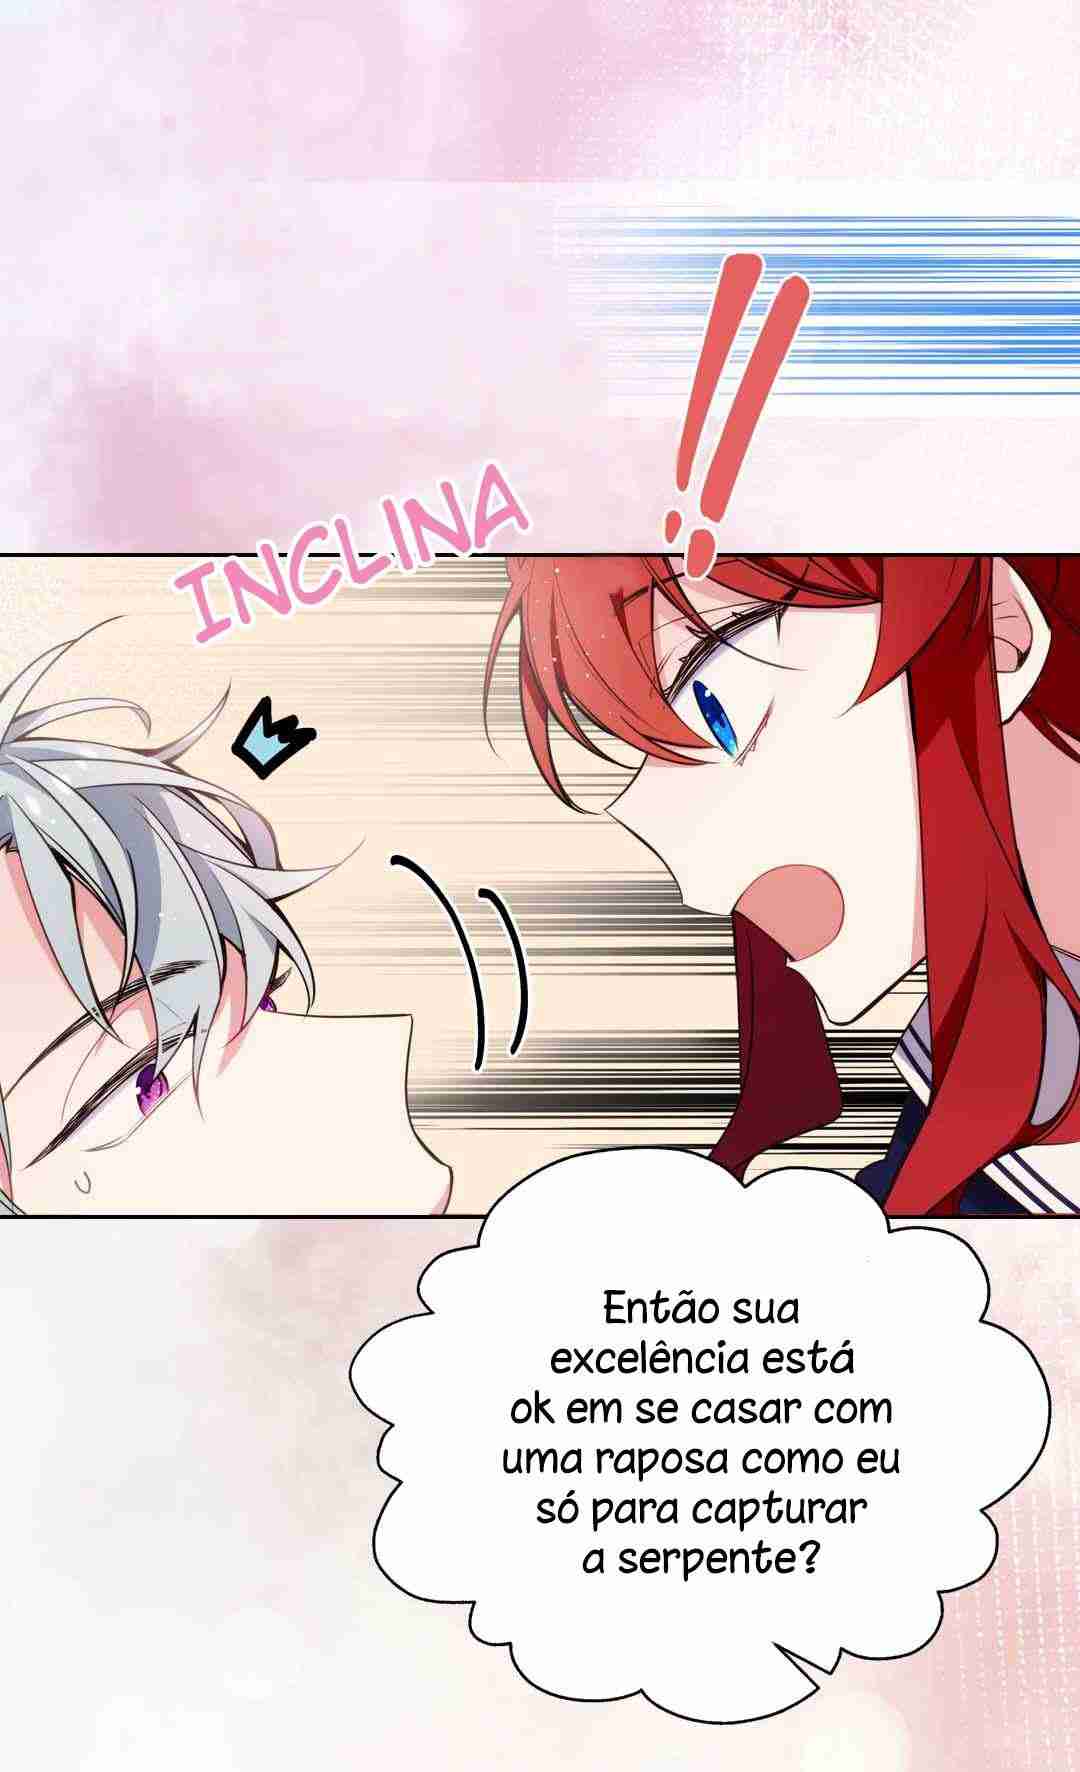 !!
INCLINA
Então sua
excelência está
ok em se casar com
uma raposa como eu
só para capturar
a serpente?